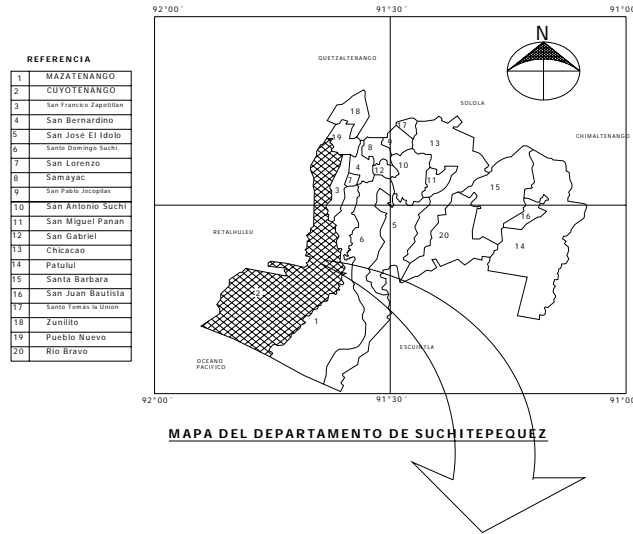 92°00´
91°30´
91°00
N
QUETZALTENANGO
SOLOLA
CHIMALTENANGO
RETALHULEU
ESCUINTLA
OCEANO
PACIFICO
REFERENCIA
1 MAZATENANGO
2 CUYOTENANGO
3 San Francico Zapotitlan
4 San Bernardino
5 San José El Idolo
6 Santo Domingo Suchi.
7 San Lorenzo
8 Samayac
9 San Pablo Jocopilas
10 San Antonio Suchi
11 San Miguel Panan
12 San Gabriel
13 Chicacao
14 Patulul
15 Santa Barbara
16 San Juan Bautista
17 Santo Tomás la Union
18 Zunilito
19 Pueblo Nuevo
20 Rio Bravo
18
17
19
9
13
8
10
4
12
7
11
3
15
16
5
6
20
14
2
1
92°00´
91°30´
91°00
MAPA DEL DEPARTAMENTO DE SUCHITEPEQUEZ